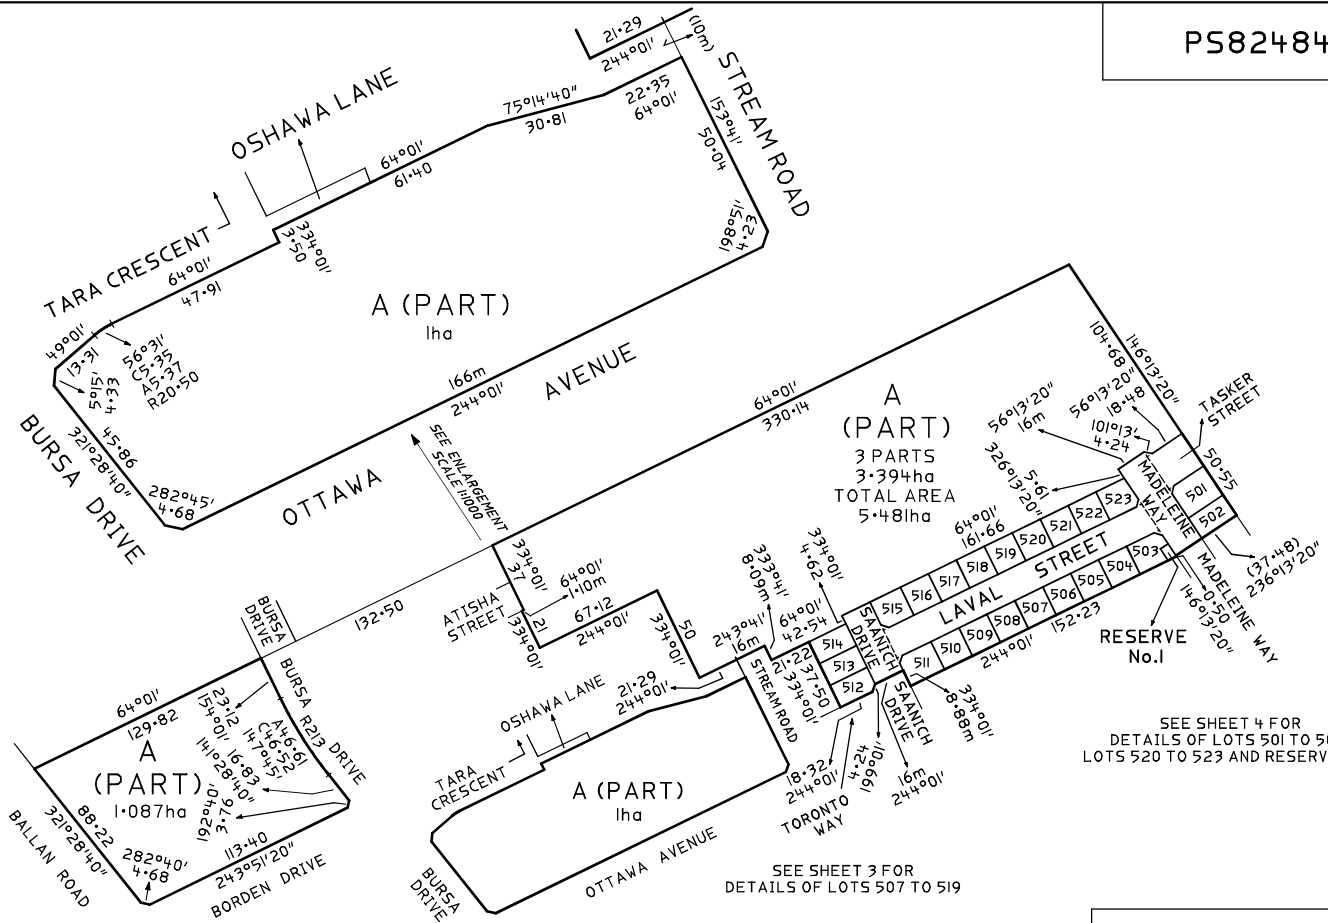 PS82484
21·29
244°01'
(10m)
STREAM ROAD
22·35
64°01'
75°14'40"
30·81
153°41'
50·04
OSHAWA LANE
64°01'
61·40
198°51'
4·23
334°01'
3·50
TARA CRESCENT
64°01'
47·91
A (PART)
1ha
49°01'
13·31
56°31'
C5·35
A5·37
R20·50
5°15'
4·33
BURSA DRIVE
45·86
321°28'40"
282°45'
4·68
166m
244°01'
OTTAWA AVENUE
SEE ENLARGEMENT
SCALE 1:1000
64°01'
330·14
A
(PART)
3 PARTS
3·394ha
TOTAL AREA
5·481ha
104·68
146°13'20"
56°13'20"
16m
56°13'20"
18·48
101°13'
4·24
TASKER
STREET
326°13'20"
5·61
MADELEINE
WAY
50·55
501
502
(37·48)
236°13'20"
MADELEINE WAY
0·50
146°13'20"
64°01'
161·66
515
516
517
518
519
520
521
522
523
LAVAL STREET
511
510
509
508
507
506
505
504
503
152·23
244°01'
RESERVE
No.1
334°01'
37
64°01'
1·10m
ATISHA
STREET
21
334°01'
67·12
244°01'
50
334°01'
243°41'
16m
333°41'
8·09m
64°01'
42·54
334°01'
4·62
21·22
37·50
334°01'
514
513
512
SAANICH
DRIVE
SAANICH
DRIVE
334°01'
8·88m
16m
244°01'
4·24
199°01'
18·32
244°01'
TORONTO
WAY
STREAM ROAD
21·29
244°01'
OSHAWA LANE
TARA
CRESCENT
A (PART)
1ha
OTTAWA AVENUE
BURSA
DRIVE
132·50
BURSA
DRIVE
BURSA DRIVE
R213
A46·61
C46·52
147°45'
23·12
154°01'
16·83
141°28'40"
192°40'
3·76
64°01'
129·82
A
(PART)
1·087ha
88·22
321°28'40"
BALLAN ROAD
282°40'
4·68
113·40
243°51'20"
BORDEN DRIVE
SEE SHEET 3 FOR
DETAILS OF LOTS 507 TO 519
SEE SHEET 4 FOR
DETAILS OF LOTS 501 TO 50
LOTS 520 TO 523 AND RESERV